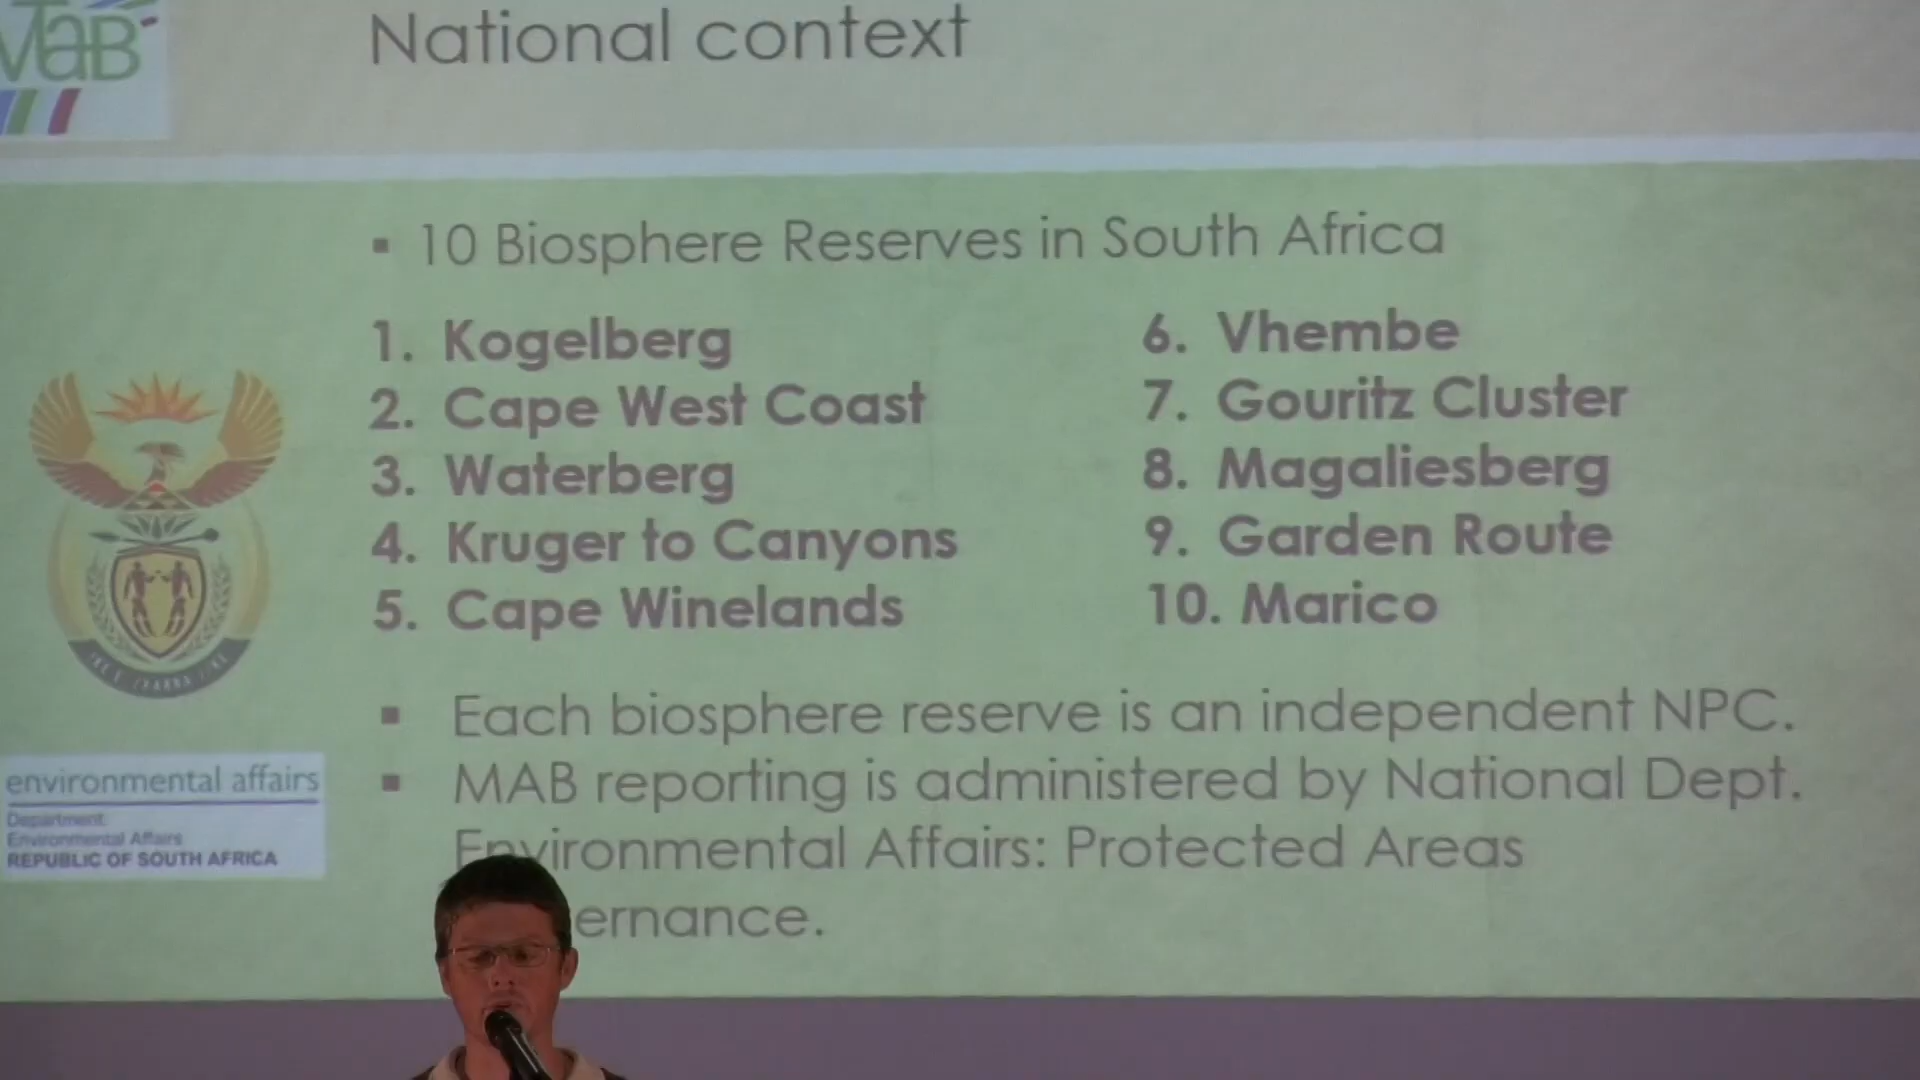 MaB
National context
▪ 10 Biosphere Reserves in South Africa
1. Kogelberg
2. Cape West Coast
3. Waterberg
4. Kruger to Canyons
5. Cape Winelands
6. Vhembe
7. Gouritz Cluster
8. Magaliesberg
9. Garden Route
10. Marico
▪ Each biosphere reserve is an independent NPC.
▪ MAB reporting is administered by National Dept.
Environmental Affairs: Protected Areas
ernance.
environmental affairs
Department:
Environmental Affairs
REPUBLIC OF SOUTH AFRICA